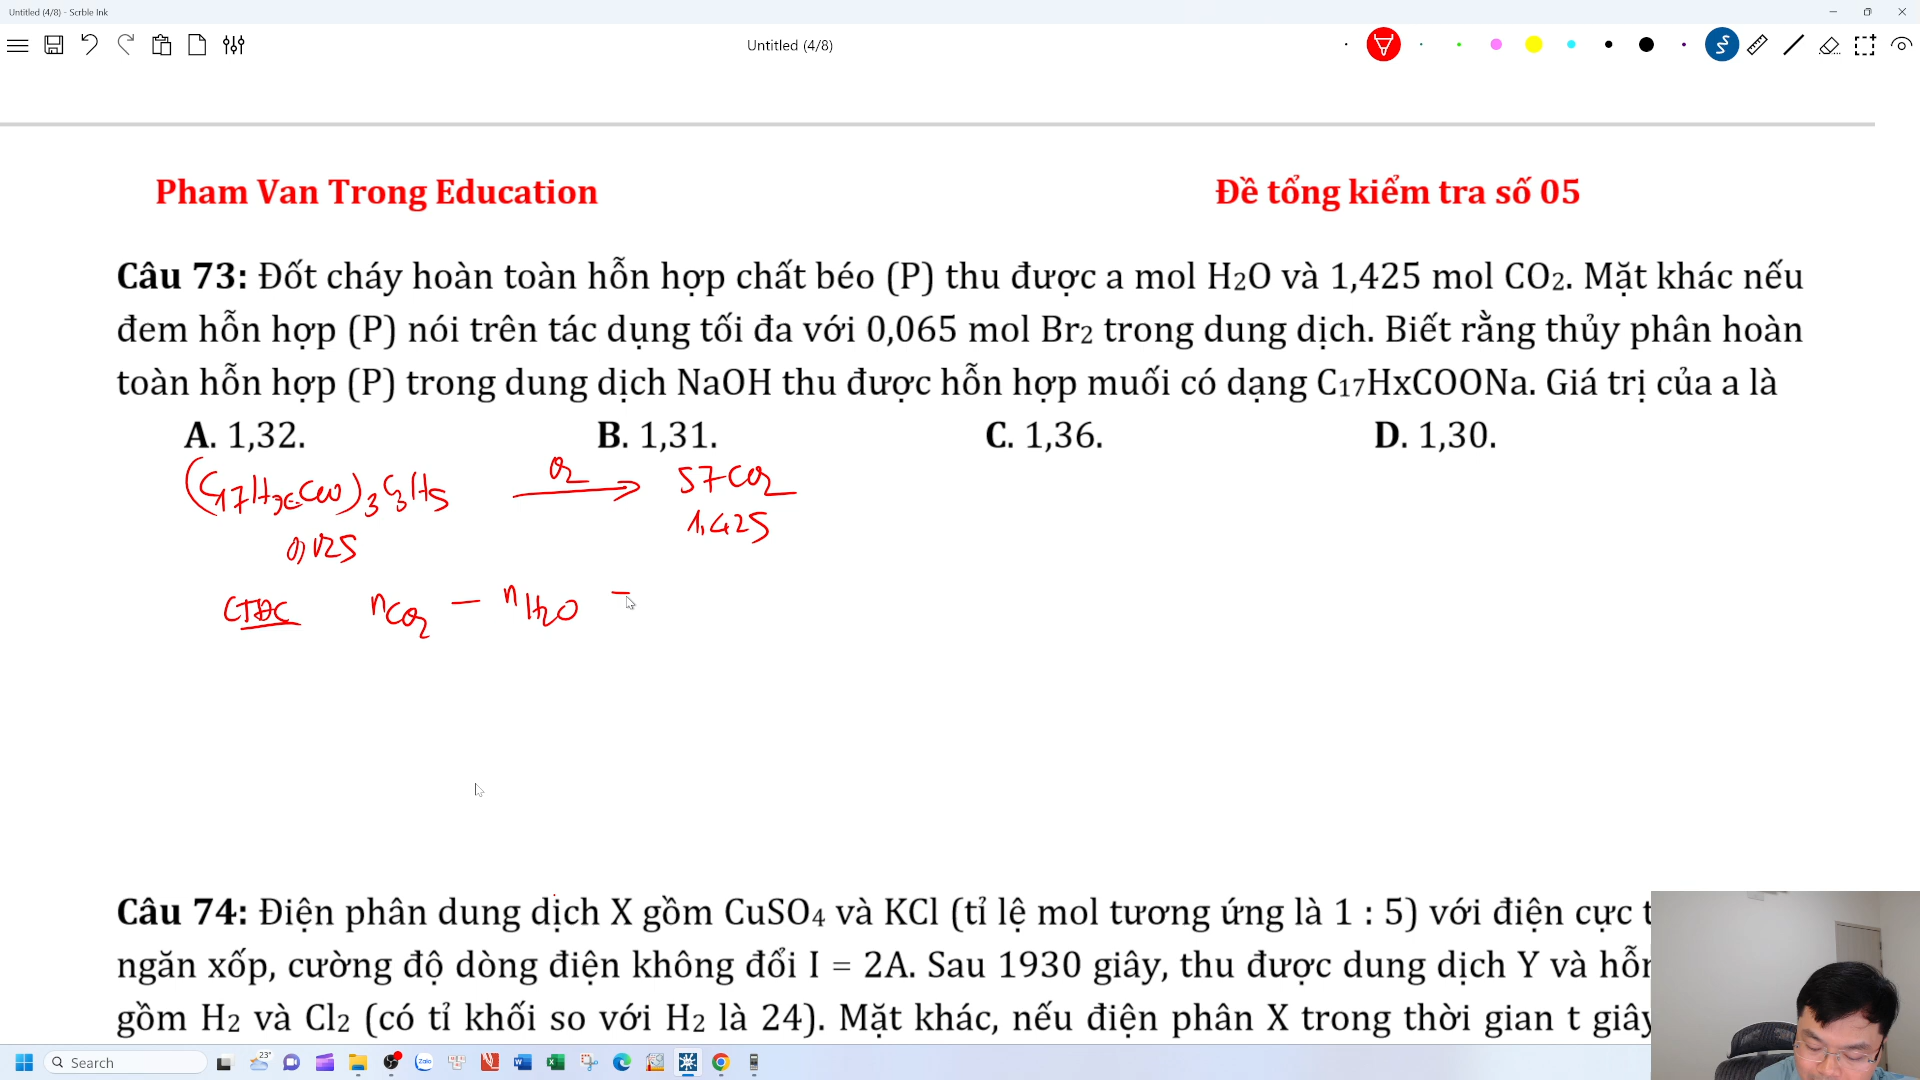 Untitled (4/8) - Scrble Ink
Untitled (4/8)
Pham Van Trong Education
Đề tổng kiểm tra số 05
Câu 73: Đốt cháy hoàn toàn hỗn hợp chất béo (P) thu được a mol H2O và 1,425 mol CO2. Mặt khác nếu
đem hỗn hợp (P) nói trên tác dụng tối đa với 0,065 mol Br2 trong dung dịch. Biết rằng thủy phân hoàn
toàn hỗn hợp (P) trong dung dịch NaOH thu được hỗn hợp muối có dạng C17HxCOONa. Giá trị của a là
A. 1,32. B. 1,31. C. 1,36. D. 1,30.
(C17HxCOO)3C3H5 O2 57CO2
0,025 1,425
CTĐC nCO2 - nH2O
Câu 74: Điện phân dung dịch X gồm CuSO4 và KCl (tỉ lệ mol tương ứng là 1 : 5) với điện cực
ngăn xốp, cường độ dòng điện không đổi I = 2A. Sau 1930 giây, thu được dung dịch Y và
gồm H2 và Cl2 (có tỉ khối so với H2 là 24). Mặt khác, nếu điện phân X trong thời gian t giây
23°
Search
Zalo